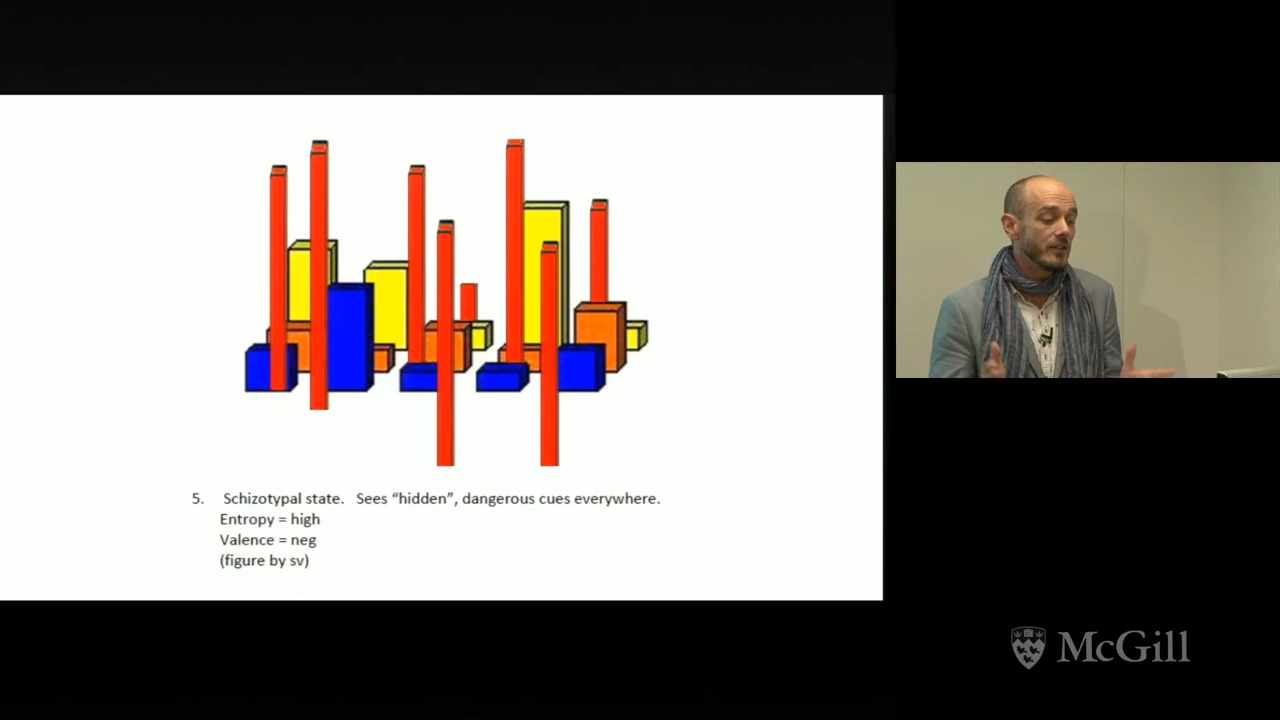 5. Schizotypal state. Sees “hidden”, dangerous cues everywhere.
Entropy = high
Valence = neg
(figure by sv)
McGill